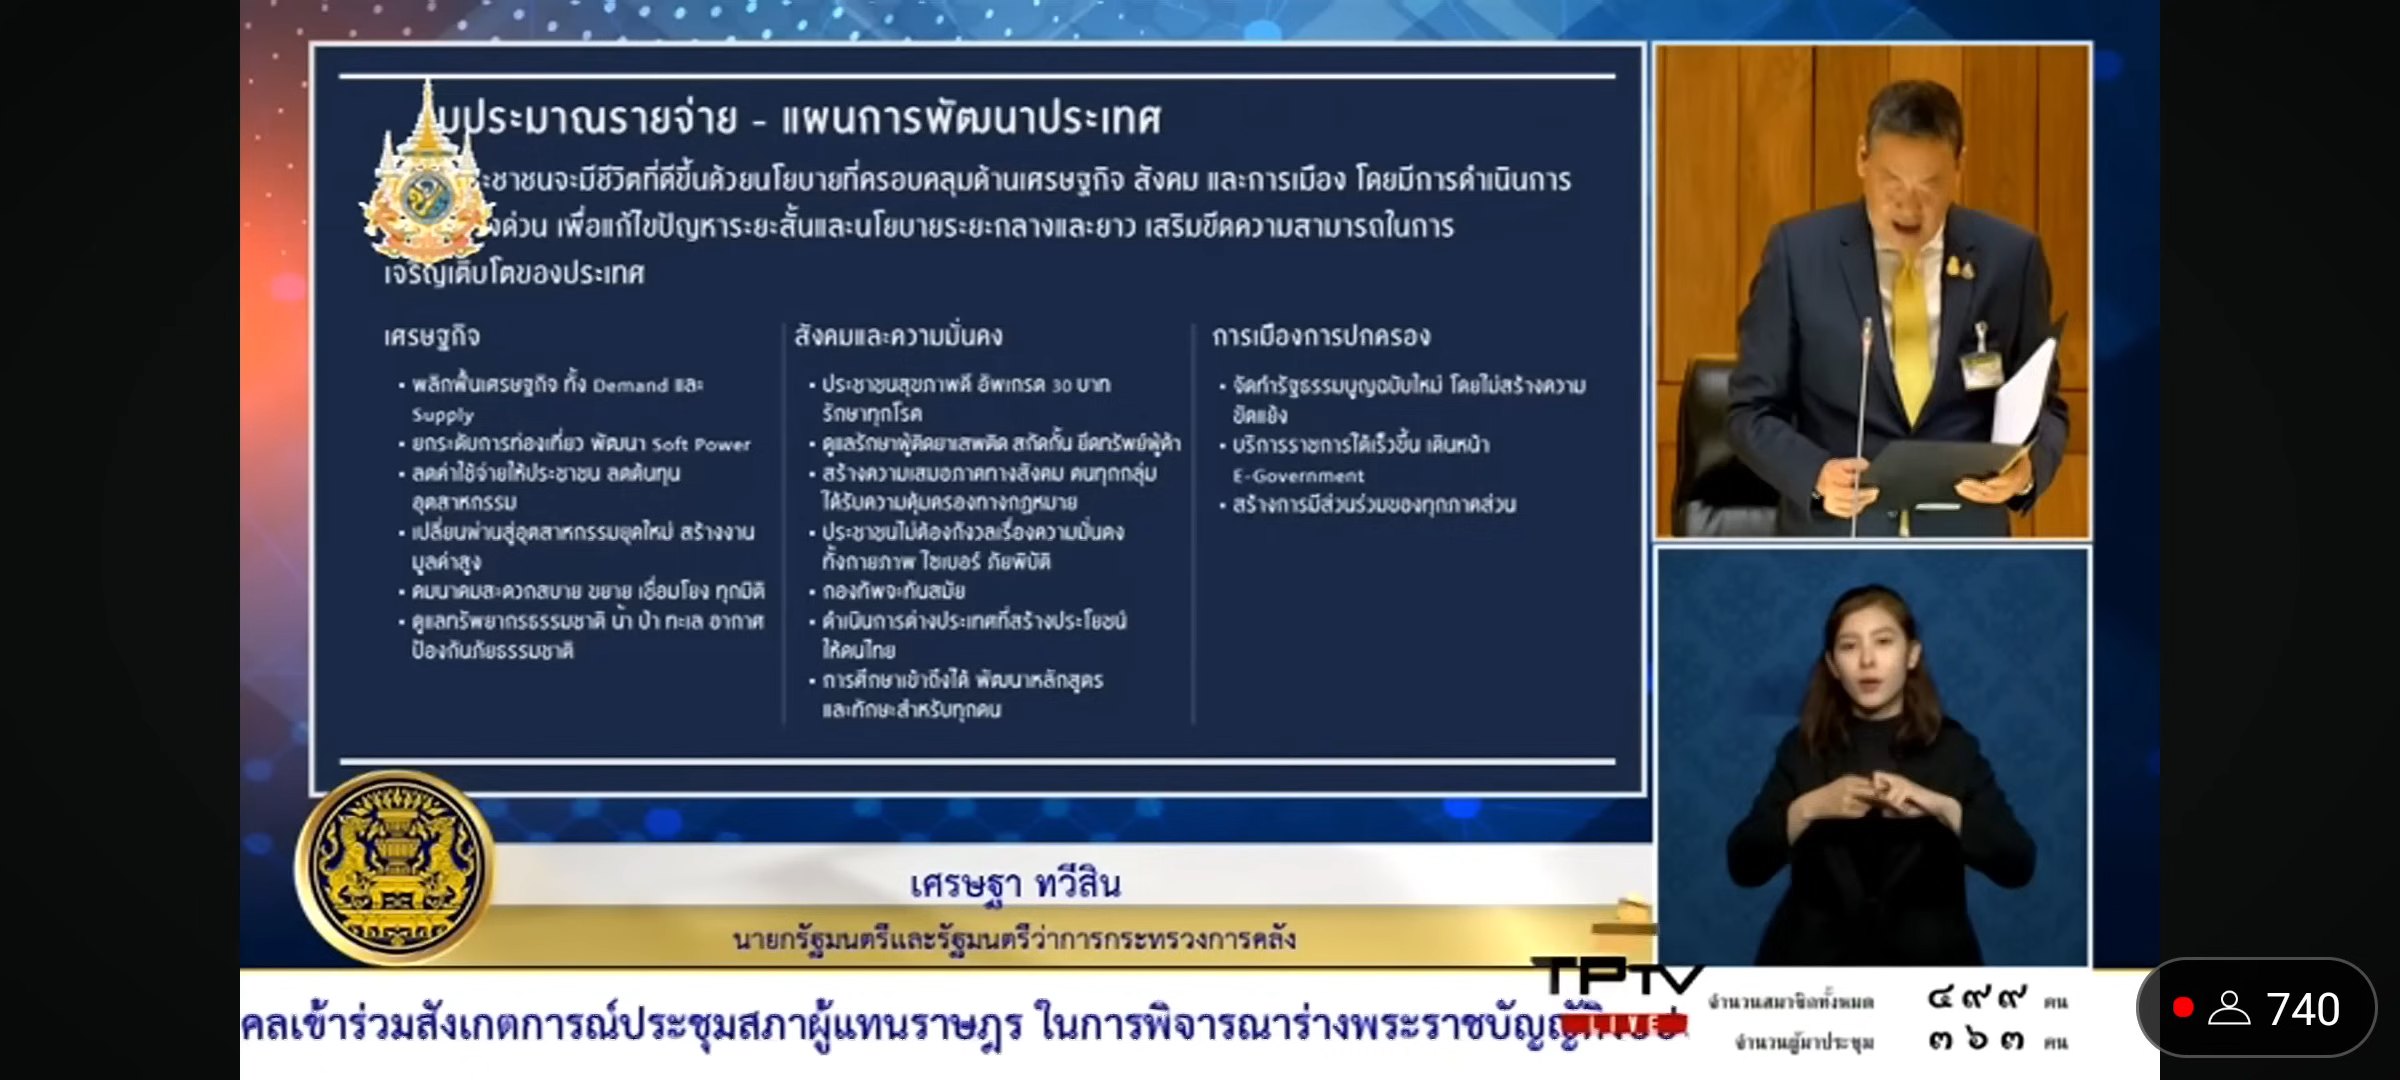 บประมาณรายจ่าย - แผนการพัฒนาประเทศ
ะชาชนจะมีชีวิตที่ดีขึ้นด้วยนโยบายที่ครอบคลุมด้านเศรษฐกิจ สังคม และการเมือง โดยมีการดำเนินการ
งด่วน เพื่อแก้ไขปัญหาระยะสั้นและนโยบายระยะกลางและยาว เสริมขีดความสามารถในการ
เจริญเติบโตของประเทศ
เศรษฐกิจ
• พลิกฟื้นเศรษฐกิจ ทั้ง Demand และ
Supply
• ยกระดับการท่องเที่ยว พัฒนา Soft Power
• ลดค่าใช้จ่ายให้ประชาชน ลดต้นทุน
อุตสาหกรรม
• เปลี่ยนผ่านสู่อุตสาหกรรมยุคใหม่ สร้างงาน
มูลค่าสูง
• คมนาคมสะดวกสบาย ขยาย เชื่อมโยง ทุกมิติ
• ดูแลทรัพยากรธรรมชาติ น้ำ ป่า ทะเล อากาศ
ป้องกันภัยธรรมชาติ
สังคมและความมั่นคง
• ประชาชนสุขภาพดี อัพเกรด 30 บาท
รักษาทุกโรค
• ดูแลรักษาผู้ติดยาเสพติด สกัดกั้น ยึดทรัพย์ผู้ค้า
• สร้างความเสมอภาคทางสังคม คนทุกกลุ่ม
ได้รับความคุ้มครองทางกฎหมาย
• ประชาชนไม่ต้องกังวลเรื่องความมั่นคง
ทั้งกายภาพ ไซเบอร์ ภัยพิบัติ
• กองทัพจะทันสมัย
• ดำเนินการต่างประเทศที่สร้างประโยชน์
ให้คนไทย
• การศึกษาเข้าถึงได้ พัฒนาหลักสูตร
และทักษะสำหรับทุกคน
การเมืองการปกครอง
• จัดทำรัฐธรรมนูญฉบับใหม่ โดยไม่สร้างความ
ขัดแย้ง
• บริการราชการได้เร็วขึ้น เดินหน้า
E-Government
• สร้างการมีส่วนร่วมของทุกภาคส่วน
เศรษฐา ทวีสิน
นายกรัฐมนตรีและรัฐมนตรีว่าการกระทรวงการคลัง
คลเข้าร่วมสังเกตการณ์ประชุมสภาผู้แทนราษฎร ในการพิจารณาร่างพระราชบัญญัติ
TPTV
LIVE
จำนวนสมาชิกทั้งหมด ๔๙๙ คน
จำนวนผู้มาประชุม ๓๖๓ คน
740